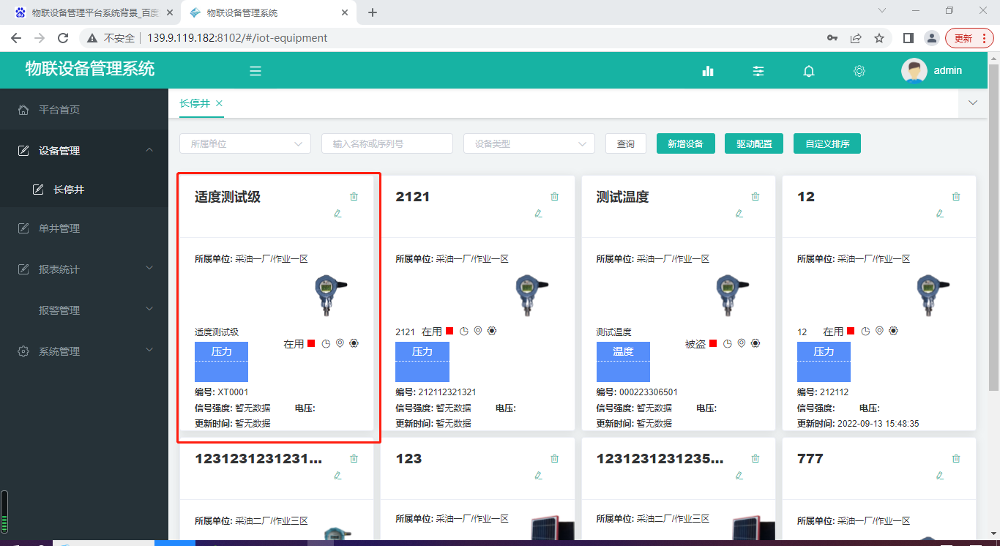 物联设备管理平台系统背景_百度
物联设备管理系统
不安全 139.9.119.182:8102/#/iot-equipment
更新
物联设备管理系统
admin
平台首页
设备管理
长停井
单井管理
报表统计
报警管理
系统管理
长停井
所属单位 输入名称或序列号 设备类型 查询 新增设备 驱动配置 自定义排序
适度测试级
所属单位: 采油一厂/作业一区
适度测试级
在用
压力
编号: XT0001
信号强度: 暂无数据 电压:
更新时间: 暂无数据
2121
所属单位: 采油一厂/作业一区
2121 在用
压力
编号: 212112321321
信号强度: 暂无数据 电压:
更新时间: 暂无数据
测试温度
所属单位: 采油一厂/作业一区
测试温度
被盗
温度
编号: 000223306501
信号强度: 暂无数据 电压:
更新时间: 暂无数据
12
所属单位: 采油一厂/作业一区
12 在用
压力
编号: 212112
信号强度: 电压:
更新时间: 2022-09-13 15:48:35
1231231231231...
所属单位: 采油二厂/作业三区
123
所属单位: 采油一厂/作业一区
1231231231235...
所属单位: 采油二厂/作业三区
777
所属单位: 采油一厂/作业一区